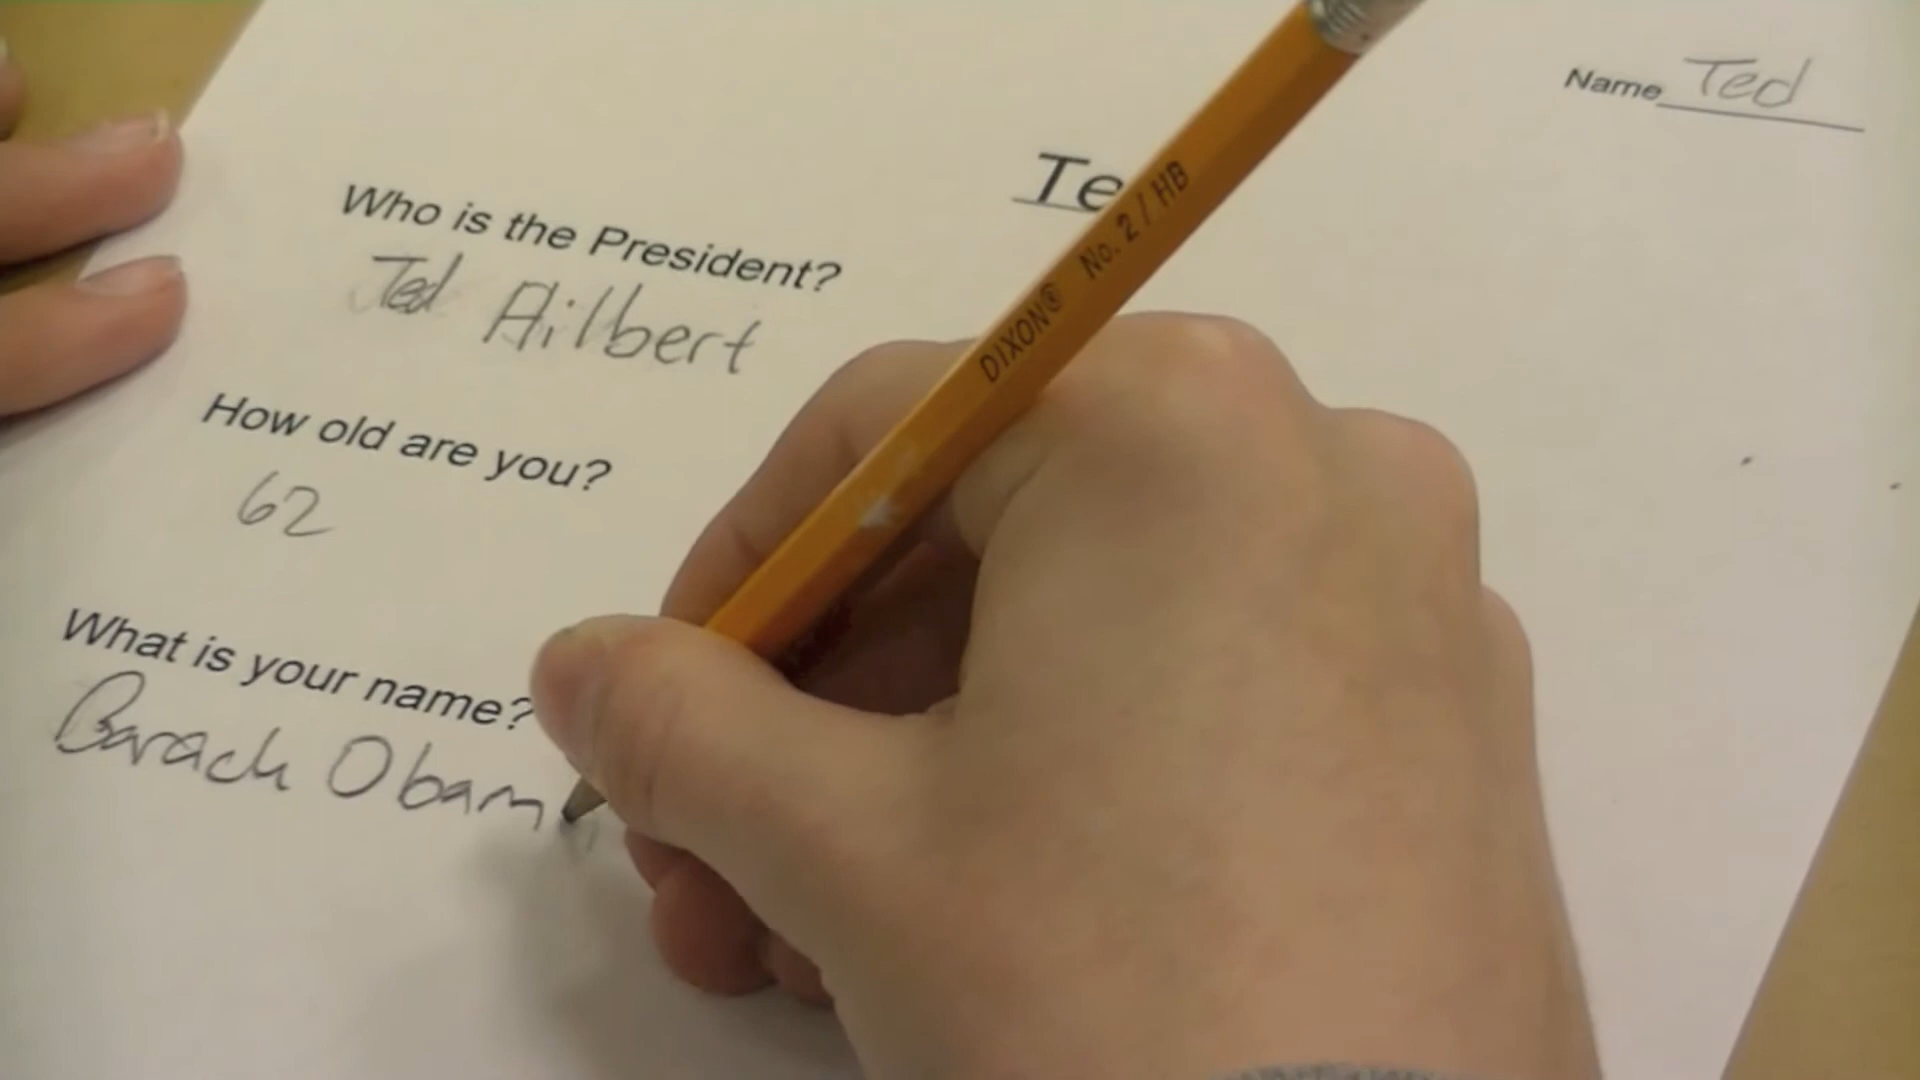 Name Ted
Te
Who is the President?
Ted Hilbert
How old are you?
62
What is your name?
Barack Obam
DIXON® No. 2 / HB